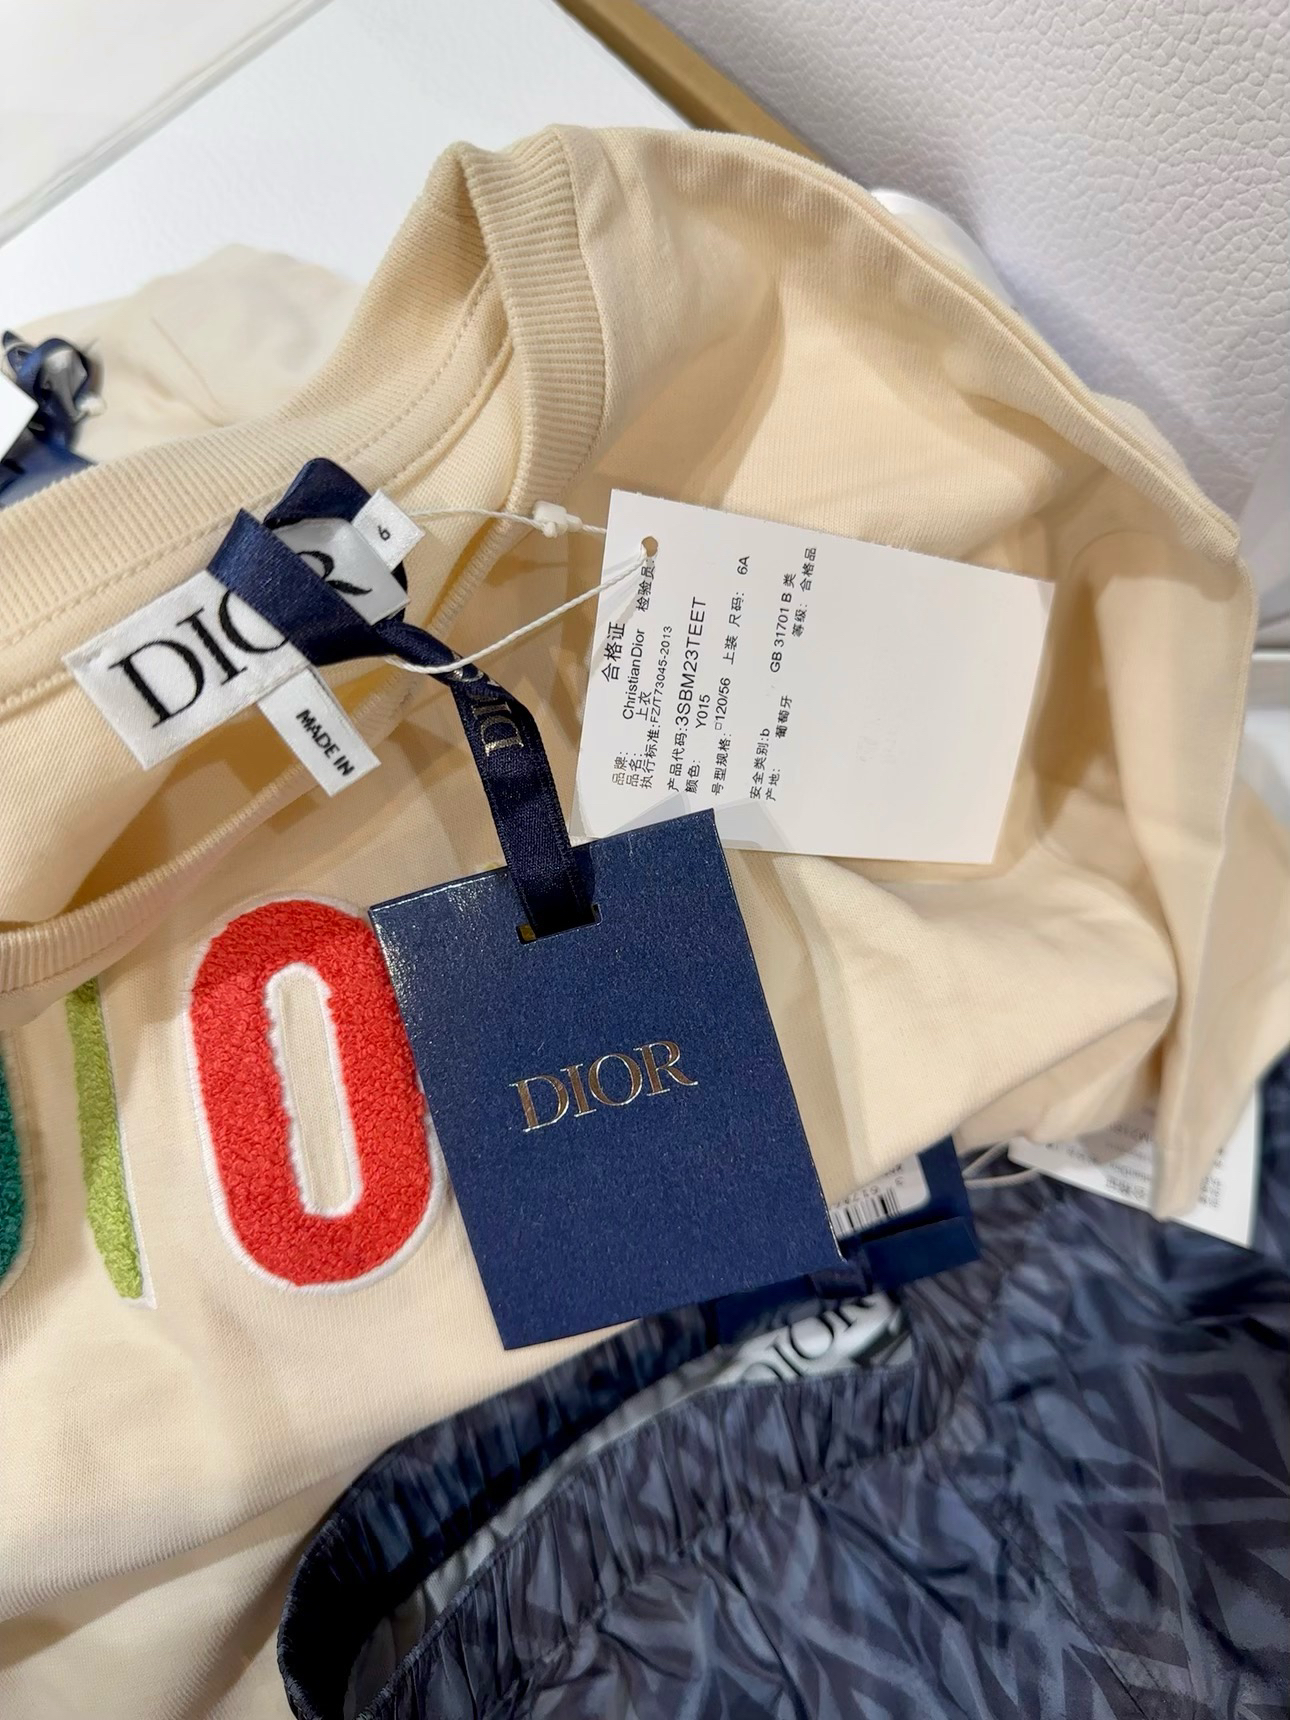 DIOR
6
MADE IN
DIO
合格证 检验员
品牌: ChristianDior
品名: 上衣
执行标准:FZ/T73045-2013
产品代码:3SBM23TEET
颜色: Y015
号型规格: □120/56 上装 尺码: 6A
安全类别:b GB 31701 B 类
产地: 葡萄牙 等级: 合格品
DIOR
IO
DIOR